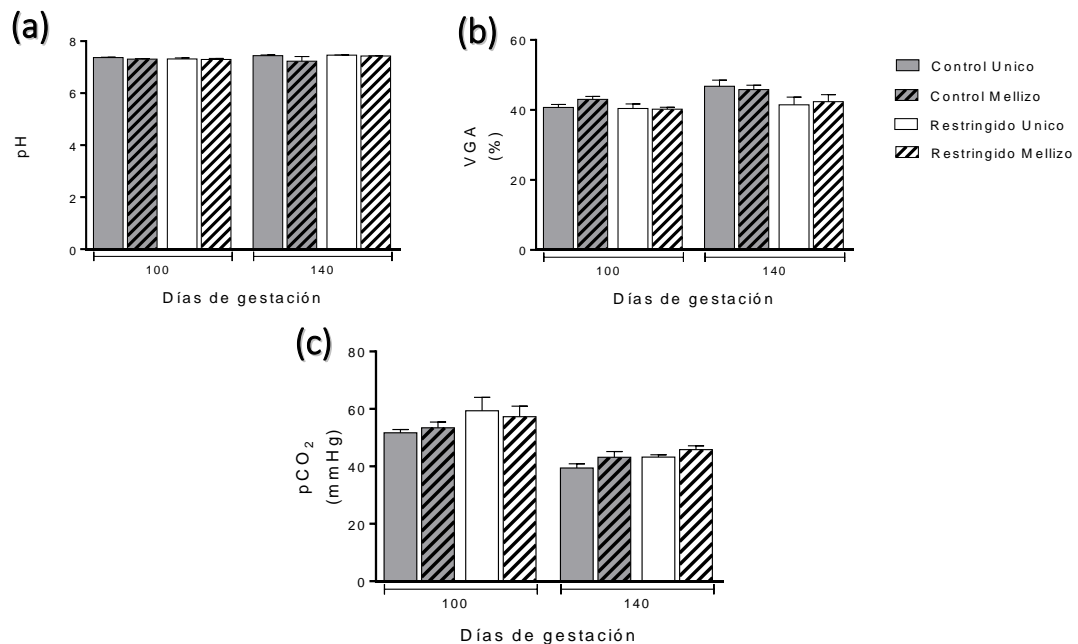 (a)
8
6
4
2
0
pH
100
140
Días de gestación
(b)
60
40
20
0
VGA
(%)
100
140
Días de gestación
Control Unico
Control Mellizo
Restringido Unico
Restringido Mellizo
(c)
80
60
40
20
0
pCO₂
(mmHg)
100
140
Días de gestación